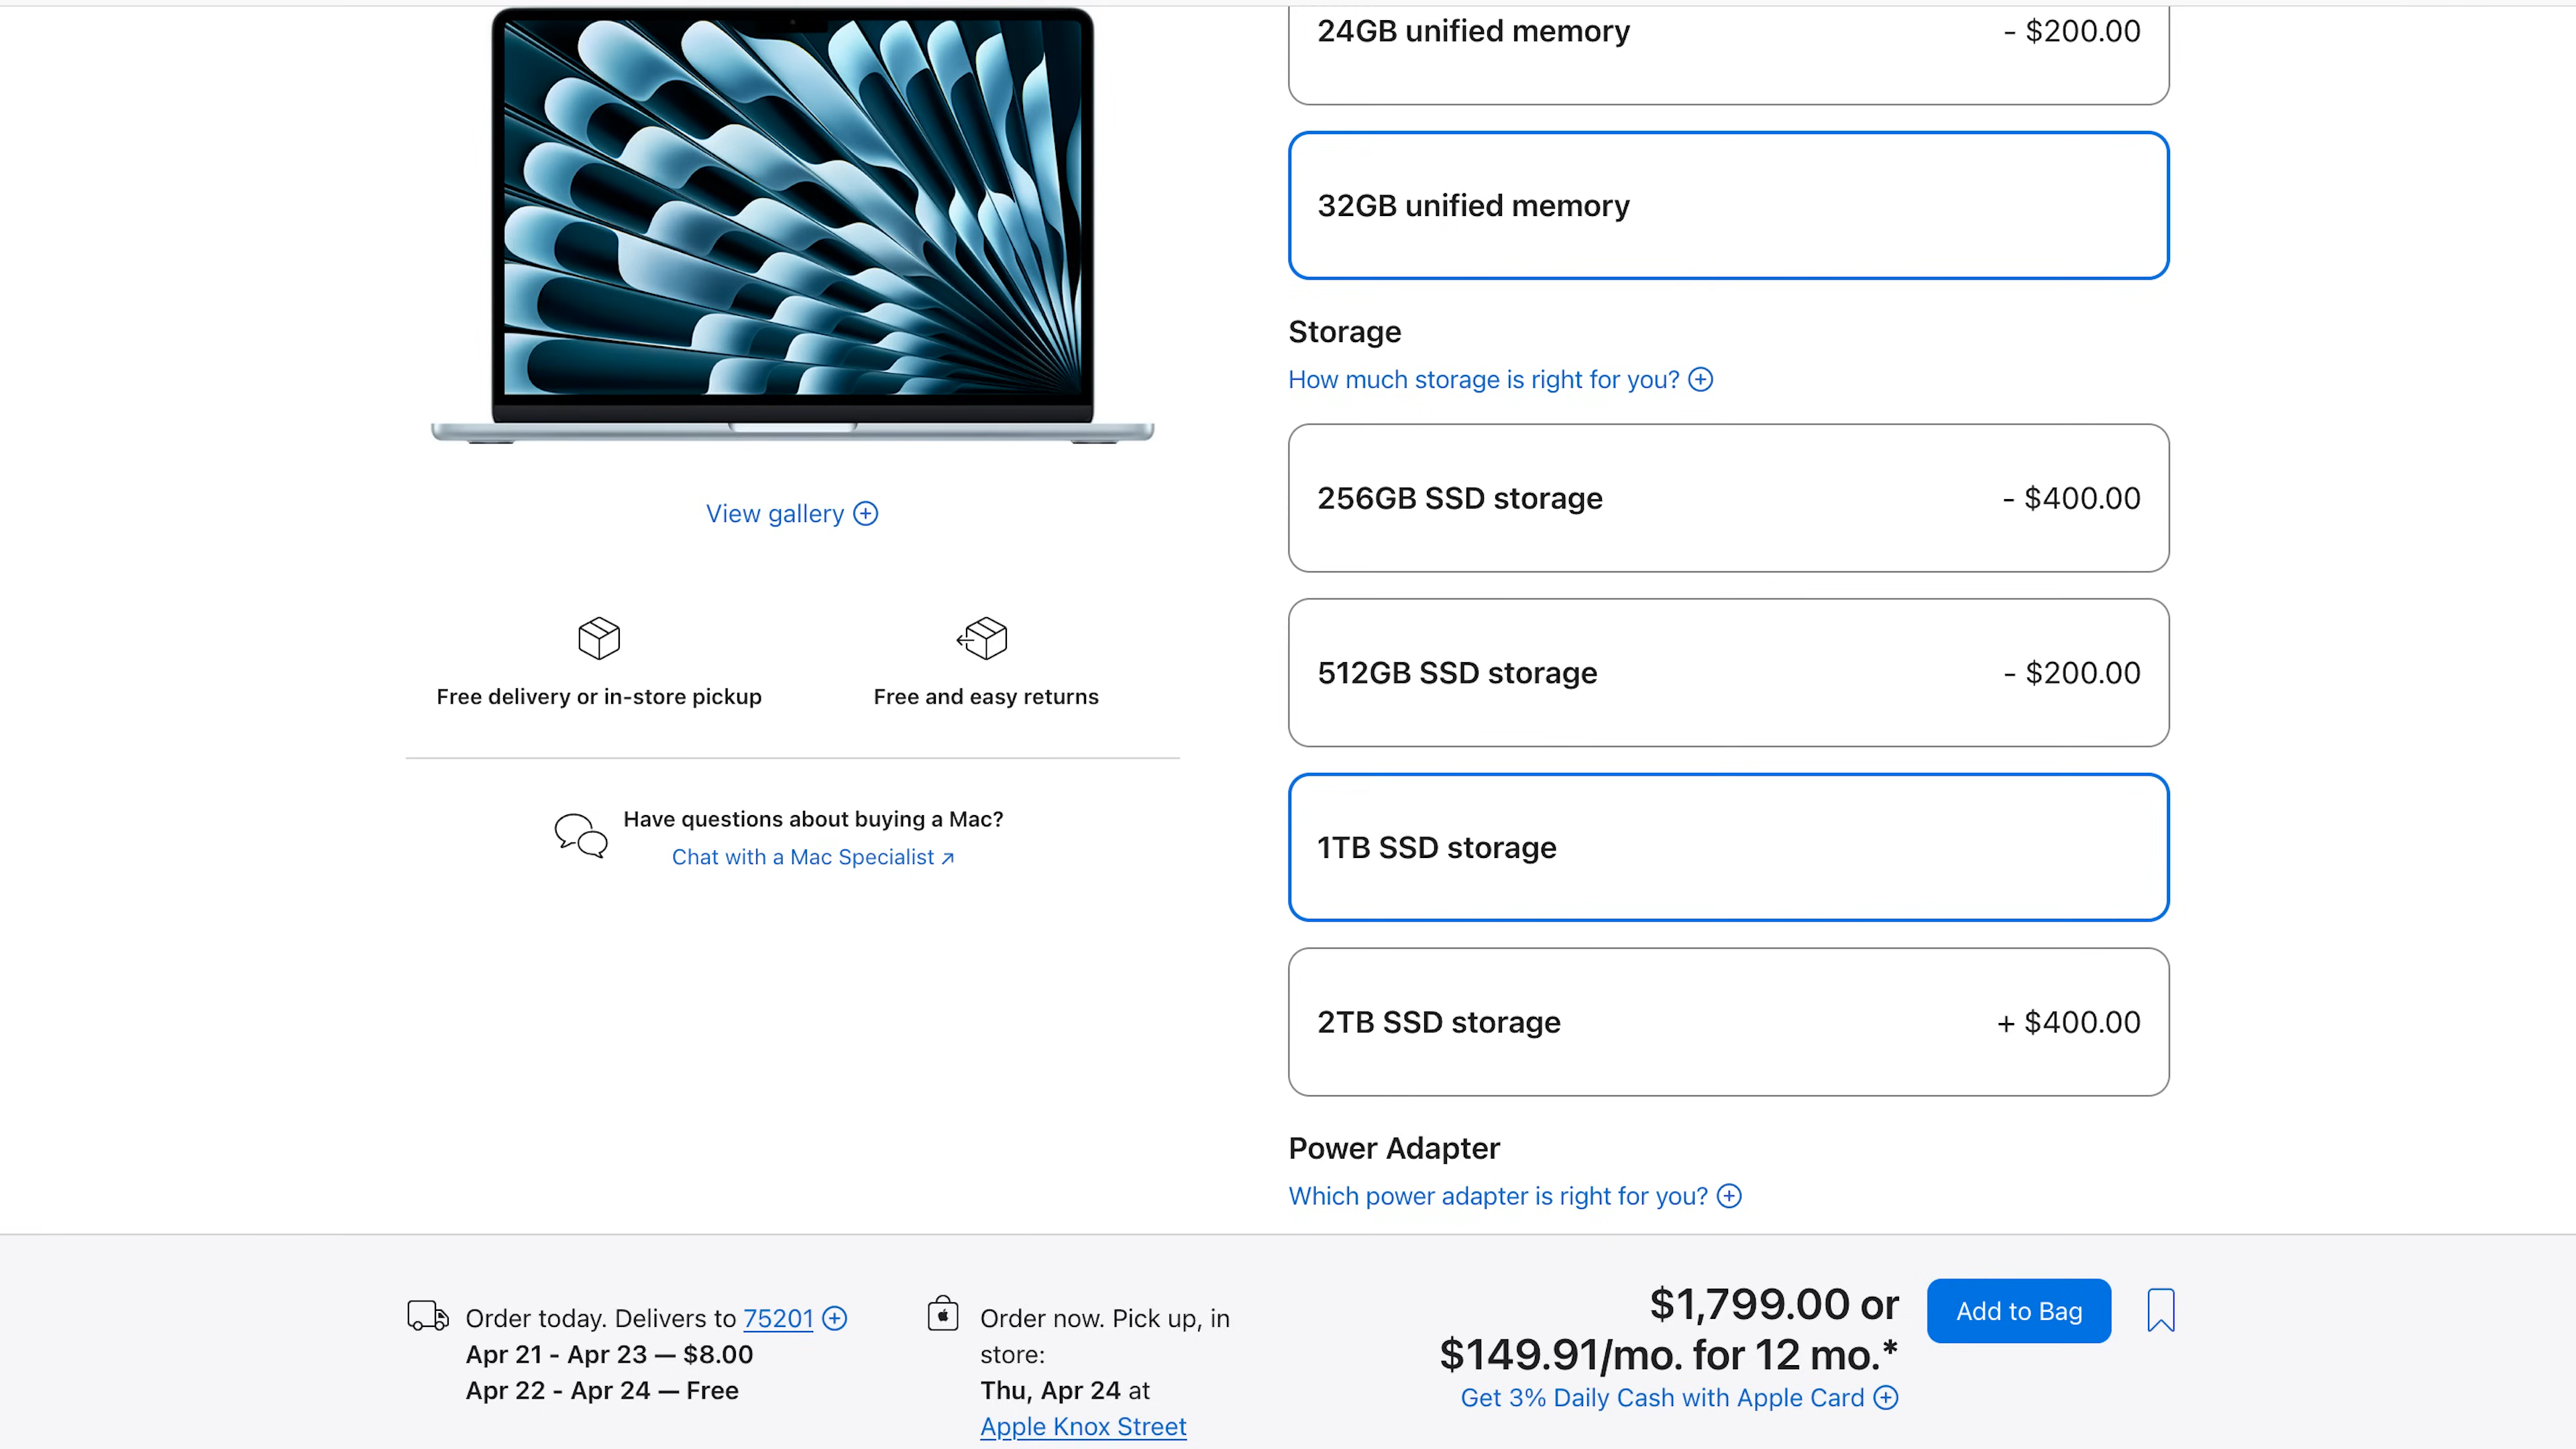 24GB unified memory - $200.00
32GB unified memory
Storage
How much storage is right for you?
256GB SSD storage - $400.00
512GB SSD storage - $200.00
1TB SSD storage
2TB SSD storage + $400.00
Power Adapter
Which power adapter is right for you?
View gallery
Free delivery or in-store pickup
Free and easy returns
Have questions about buying a Mac?
Chat with a Mac Specialist ↗
Order today. Delivers to 75201
Apr 21 - Apr 23 — $8.00
Apr 22 - Apr 24 — Free
Order now. Pick up, in
store:
Thu, Apr 24 at
Apple Knox Street
$1,799.00 or
$149.91/mo. for 12 mo.*
Get 3% Daily Cash with Apple Card
Add to Bag